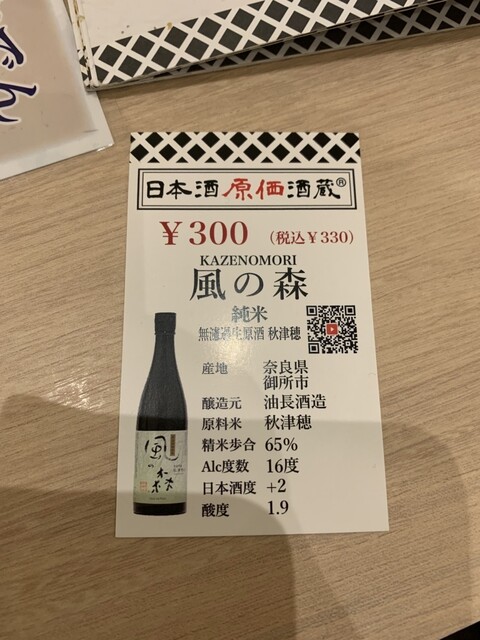 日本酒原価酒蔵®
￥300 (税込￥330)
KAZENOMORI
風の森
純米
無濾過生原酒 秋津穂
産地 奈良県
御所市
醸造元 油長酒造
原料米 秋津穂
精米歩合 65%
Alc度数 16度
日本酒度 +2
酸度 1.9
風の森